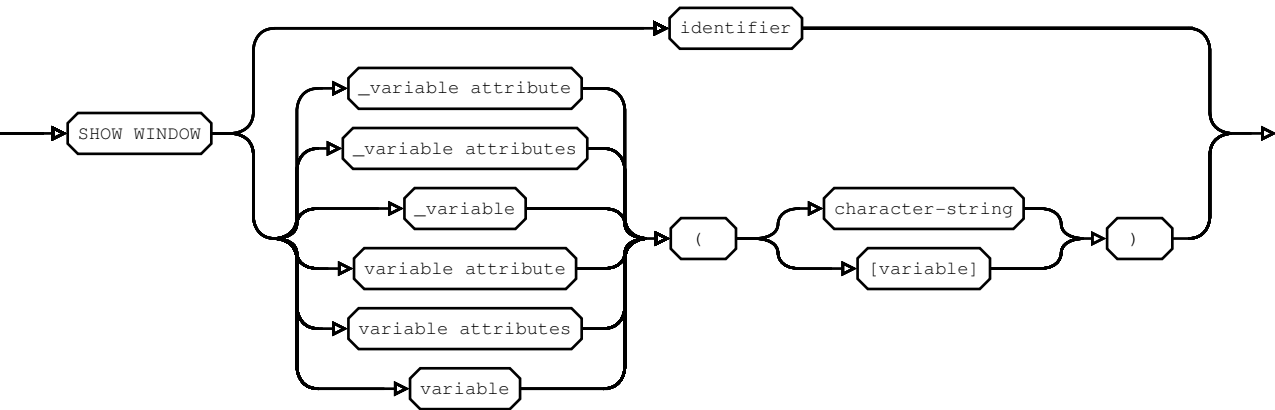 identifier
_variable attribute
SHOW WINDOW
_variable attributes
_variable
character-string
( )
variable attribute
[variable]
variable attributes
variable